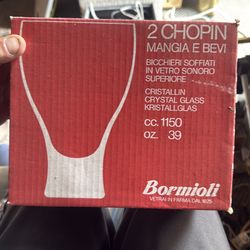 2 CHOPIN
MANGIA E BEVI
BICCHIERI SOFFIATI
IN VETRO SONORO
SUPERIORE
CRISTALLIN
CRYSTAL GLASS
KRISTALLGLAS
cc. 1150
oz. 39
Bormioli
VETRAI IN PARMA DAL 1825